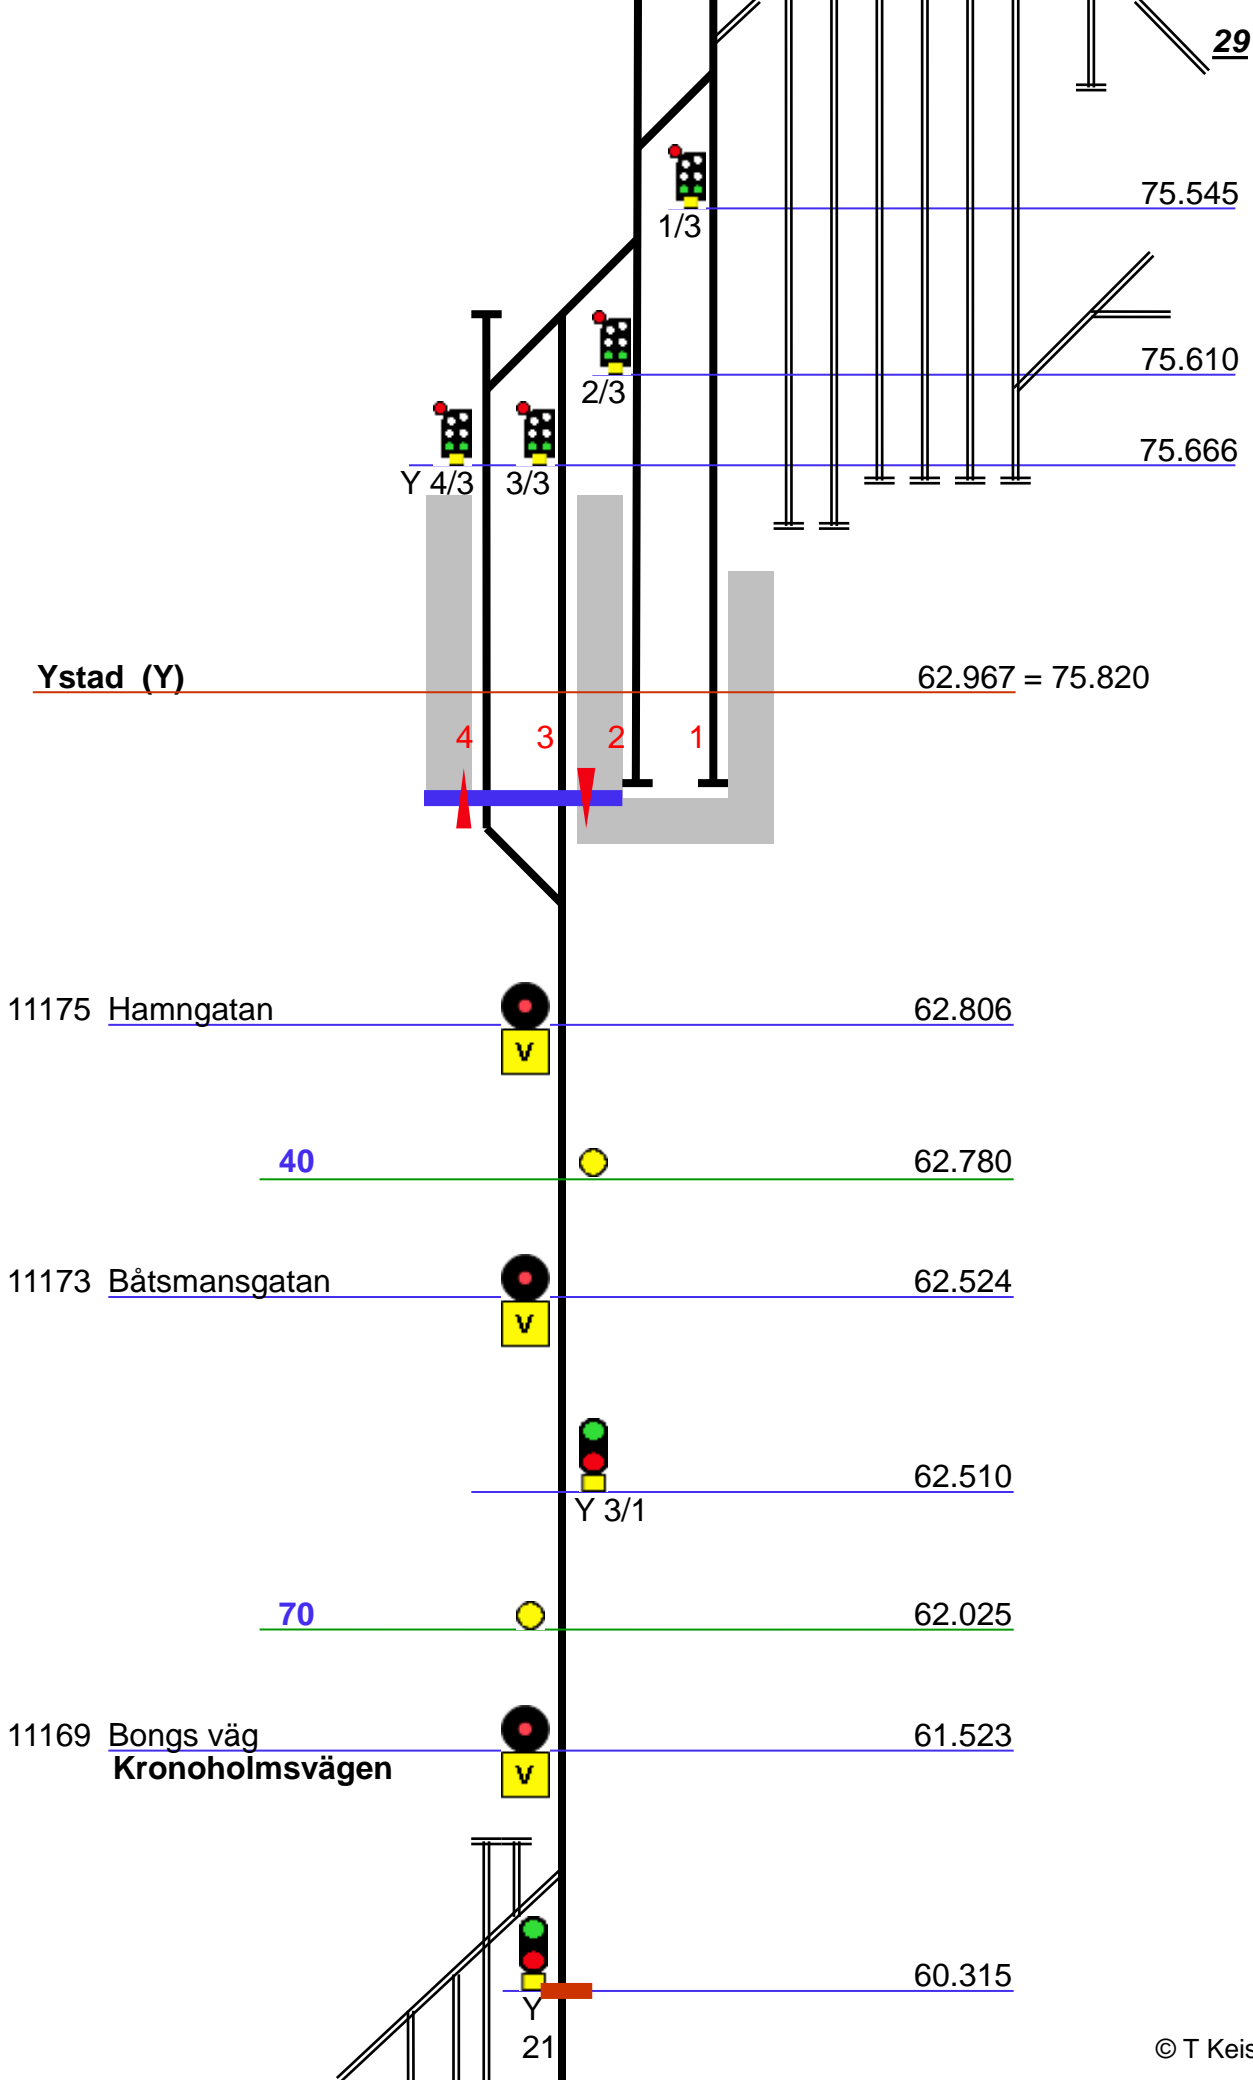 29
75.545
1/3
75.610
2/3
75.666
Y 4/3 3/3
Ystad (Y) 62.967 = 75.820
4 3 2 1
11175 Hamngatan 62.806
V
40 62.780
11173 Båtsmansgatan 62.524
V
62.510
Y 3/1
70 62.025
11169 Bongs väg 61.523
Kronoholmsvägen
V
60.315
Y
21
© T Keis